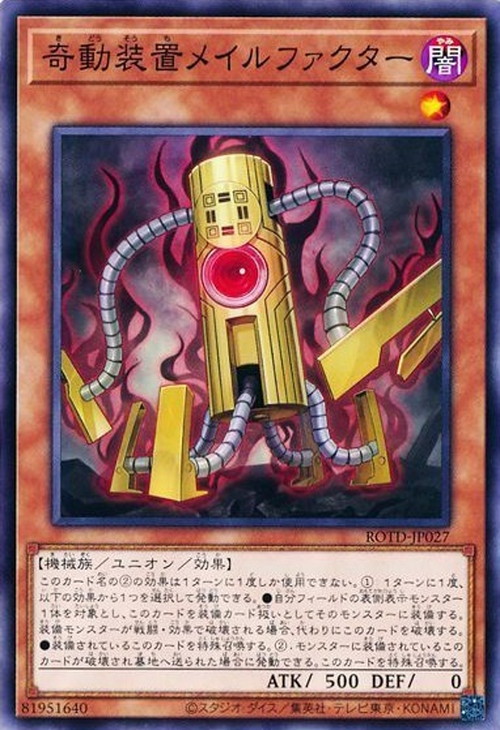 奇動装置メイルファクター
闇
ROTD-JP027
【機械族／ユニオン／効果】
このカード名の②の効果は1ターンに1度しか使用できない。①：1ターンに1度、
以下の効果から1つを選択して発動できる。●自分フィールドの表側表示モンスター
1体を対象とし、このカードを装備カード扱いとしてそのモンスターに装備する。
装備モンスターが戦闘・効果で破壊される場合、代わりにこのカードを破壊する。
●装備されているこのカードを特殊召喚する。②：モンスターに装備されているこ
のカードが破壊され墓地へ送られた場合に発動できる。このカードを特殊召喚する。
ATK/ 500 DEF/ 0
81951640
©スタジオ・ダイス／集英社・テレビ東京・KONAMI